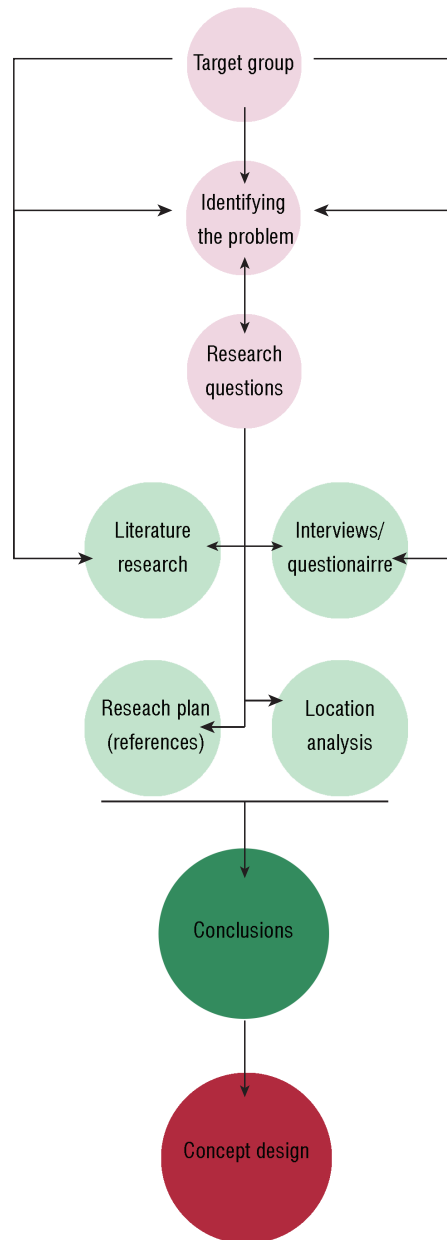 Target group
Identifying
the problem
Research
questions
Literature
research
Interviews/
questionairre
Reseach plan
(references)
Location
analysis
Conclusions
Concept design